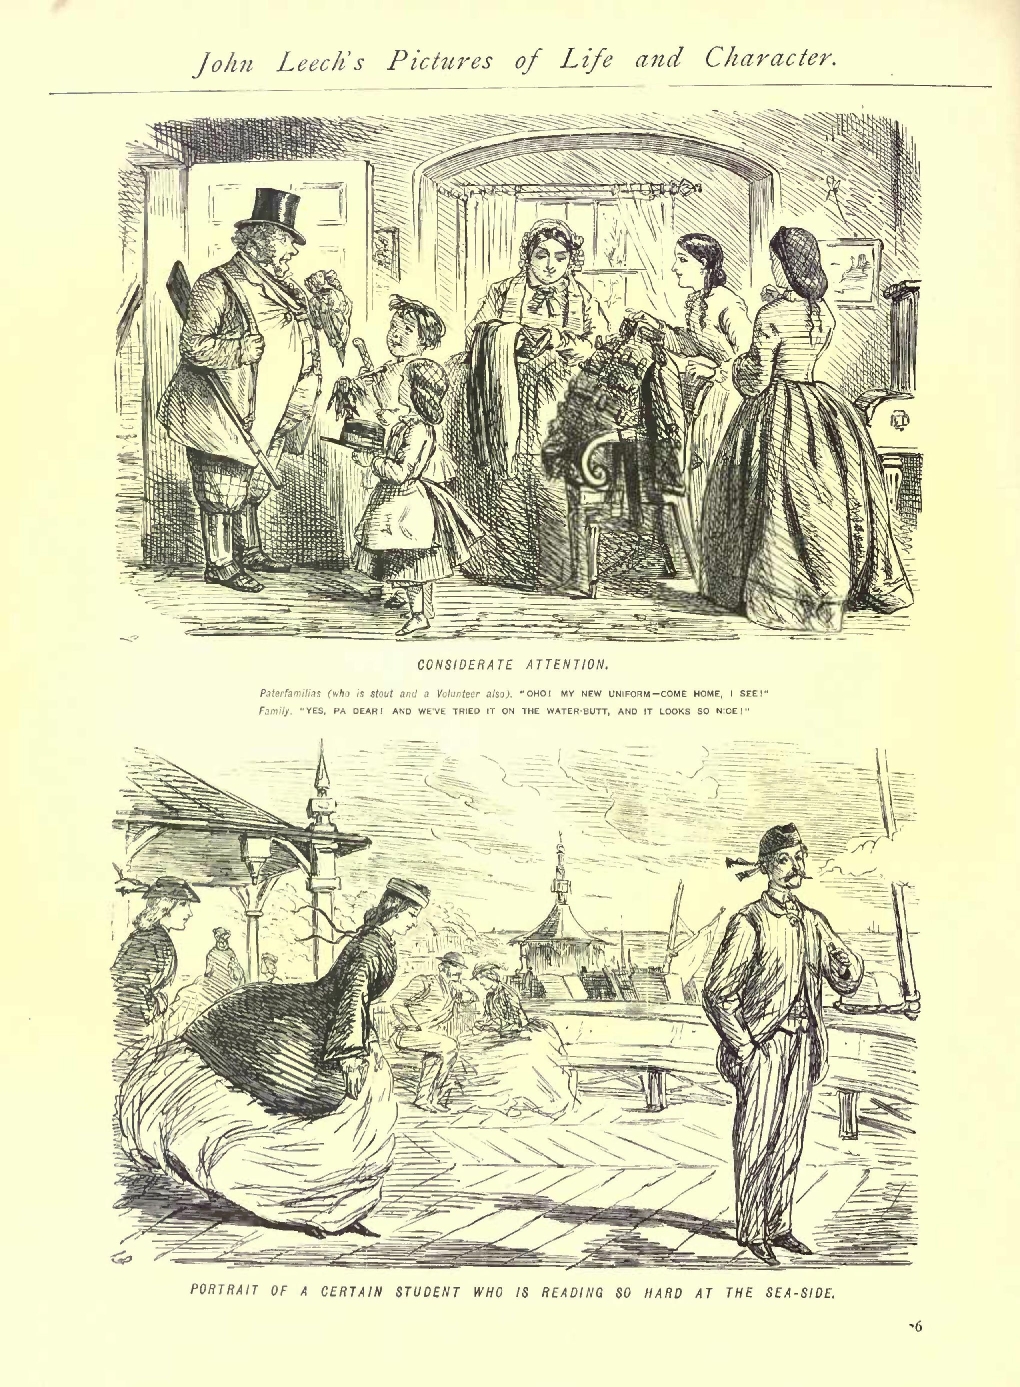 John Leech's Pictures of Life and Character.
CONSIDERATE ATTENTION.
Paterfamilias (who is stout and a Volunteer also). "OHO! MY NEW UNIFORM—COME HOME, I SEE!"
Family. "YES, PA DEAR! AND WE'VE TRIED IT ON THE WATER-BUTT, AND IT LOOKS SO NICE!"
PORTRAIT OF A CERTAIN STUDENT WHO IS READING SO HARD AT THE SEA-SIDE.
6